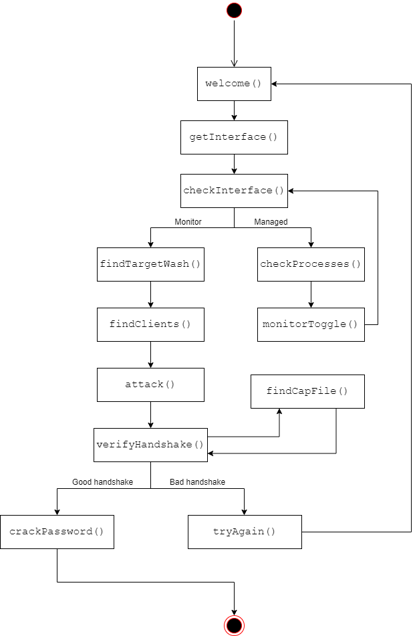 welcome()
getInterface()
checkInterface()
Monitor
Managed
findTargetWash()
checkProcesses()
findClients()
monitorToggle()
attack()
findCapFile()
verifyHandshake()
Good handshake
Bad handshake
crackPassword()
tryAgain()